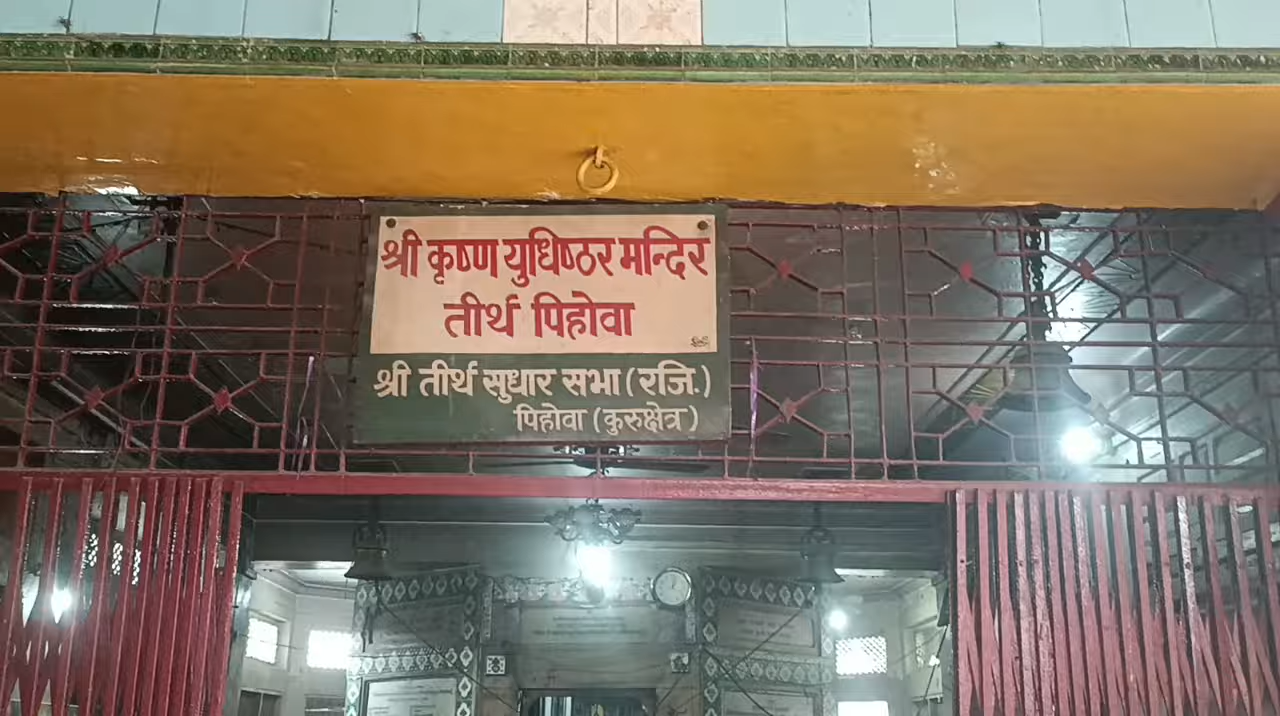 श्री कृष्ण युधिष्ठर मन्दिर
तीर्थ पिहोवा
श्री तीर्थ सुधार सभा (रजि.)
पिहोवा (कुरुक्षेत्र)